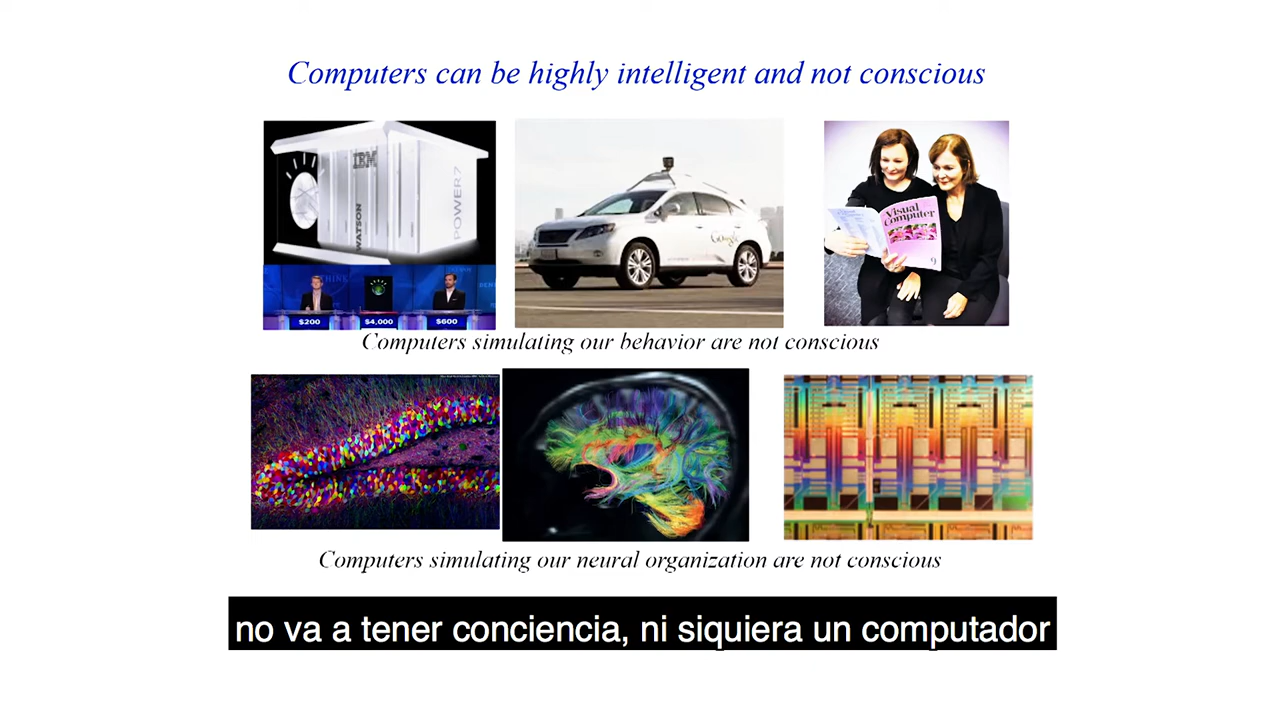 Computers can be highly intelligent and not conscious
IBM
WATSON
POWER7
THINK
$200
$4,000
$600
Google
Visual
Computer
9
Computers simulating our behavior are not conscious
Computers simulating our neural organization are not conscious
no va a tener conciencia, ni siquiera un computador